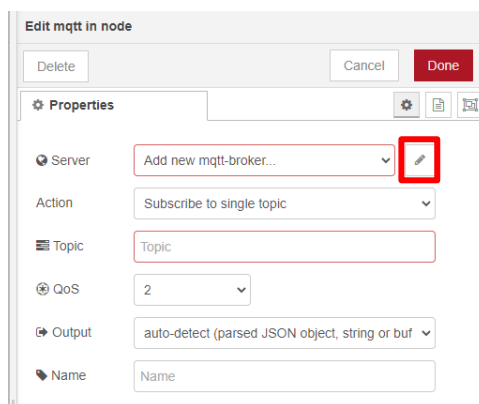 Edit mqtt in node
Delete Cancel Done
Properties
Server Add new mqtt-broker...
Action Subscribe to single topic
Topic Topic
QoS 2
Output auto-detect (parsed JSON object, string or buf
Name Name